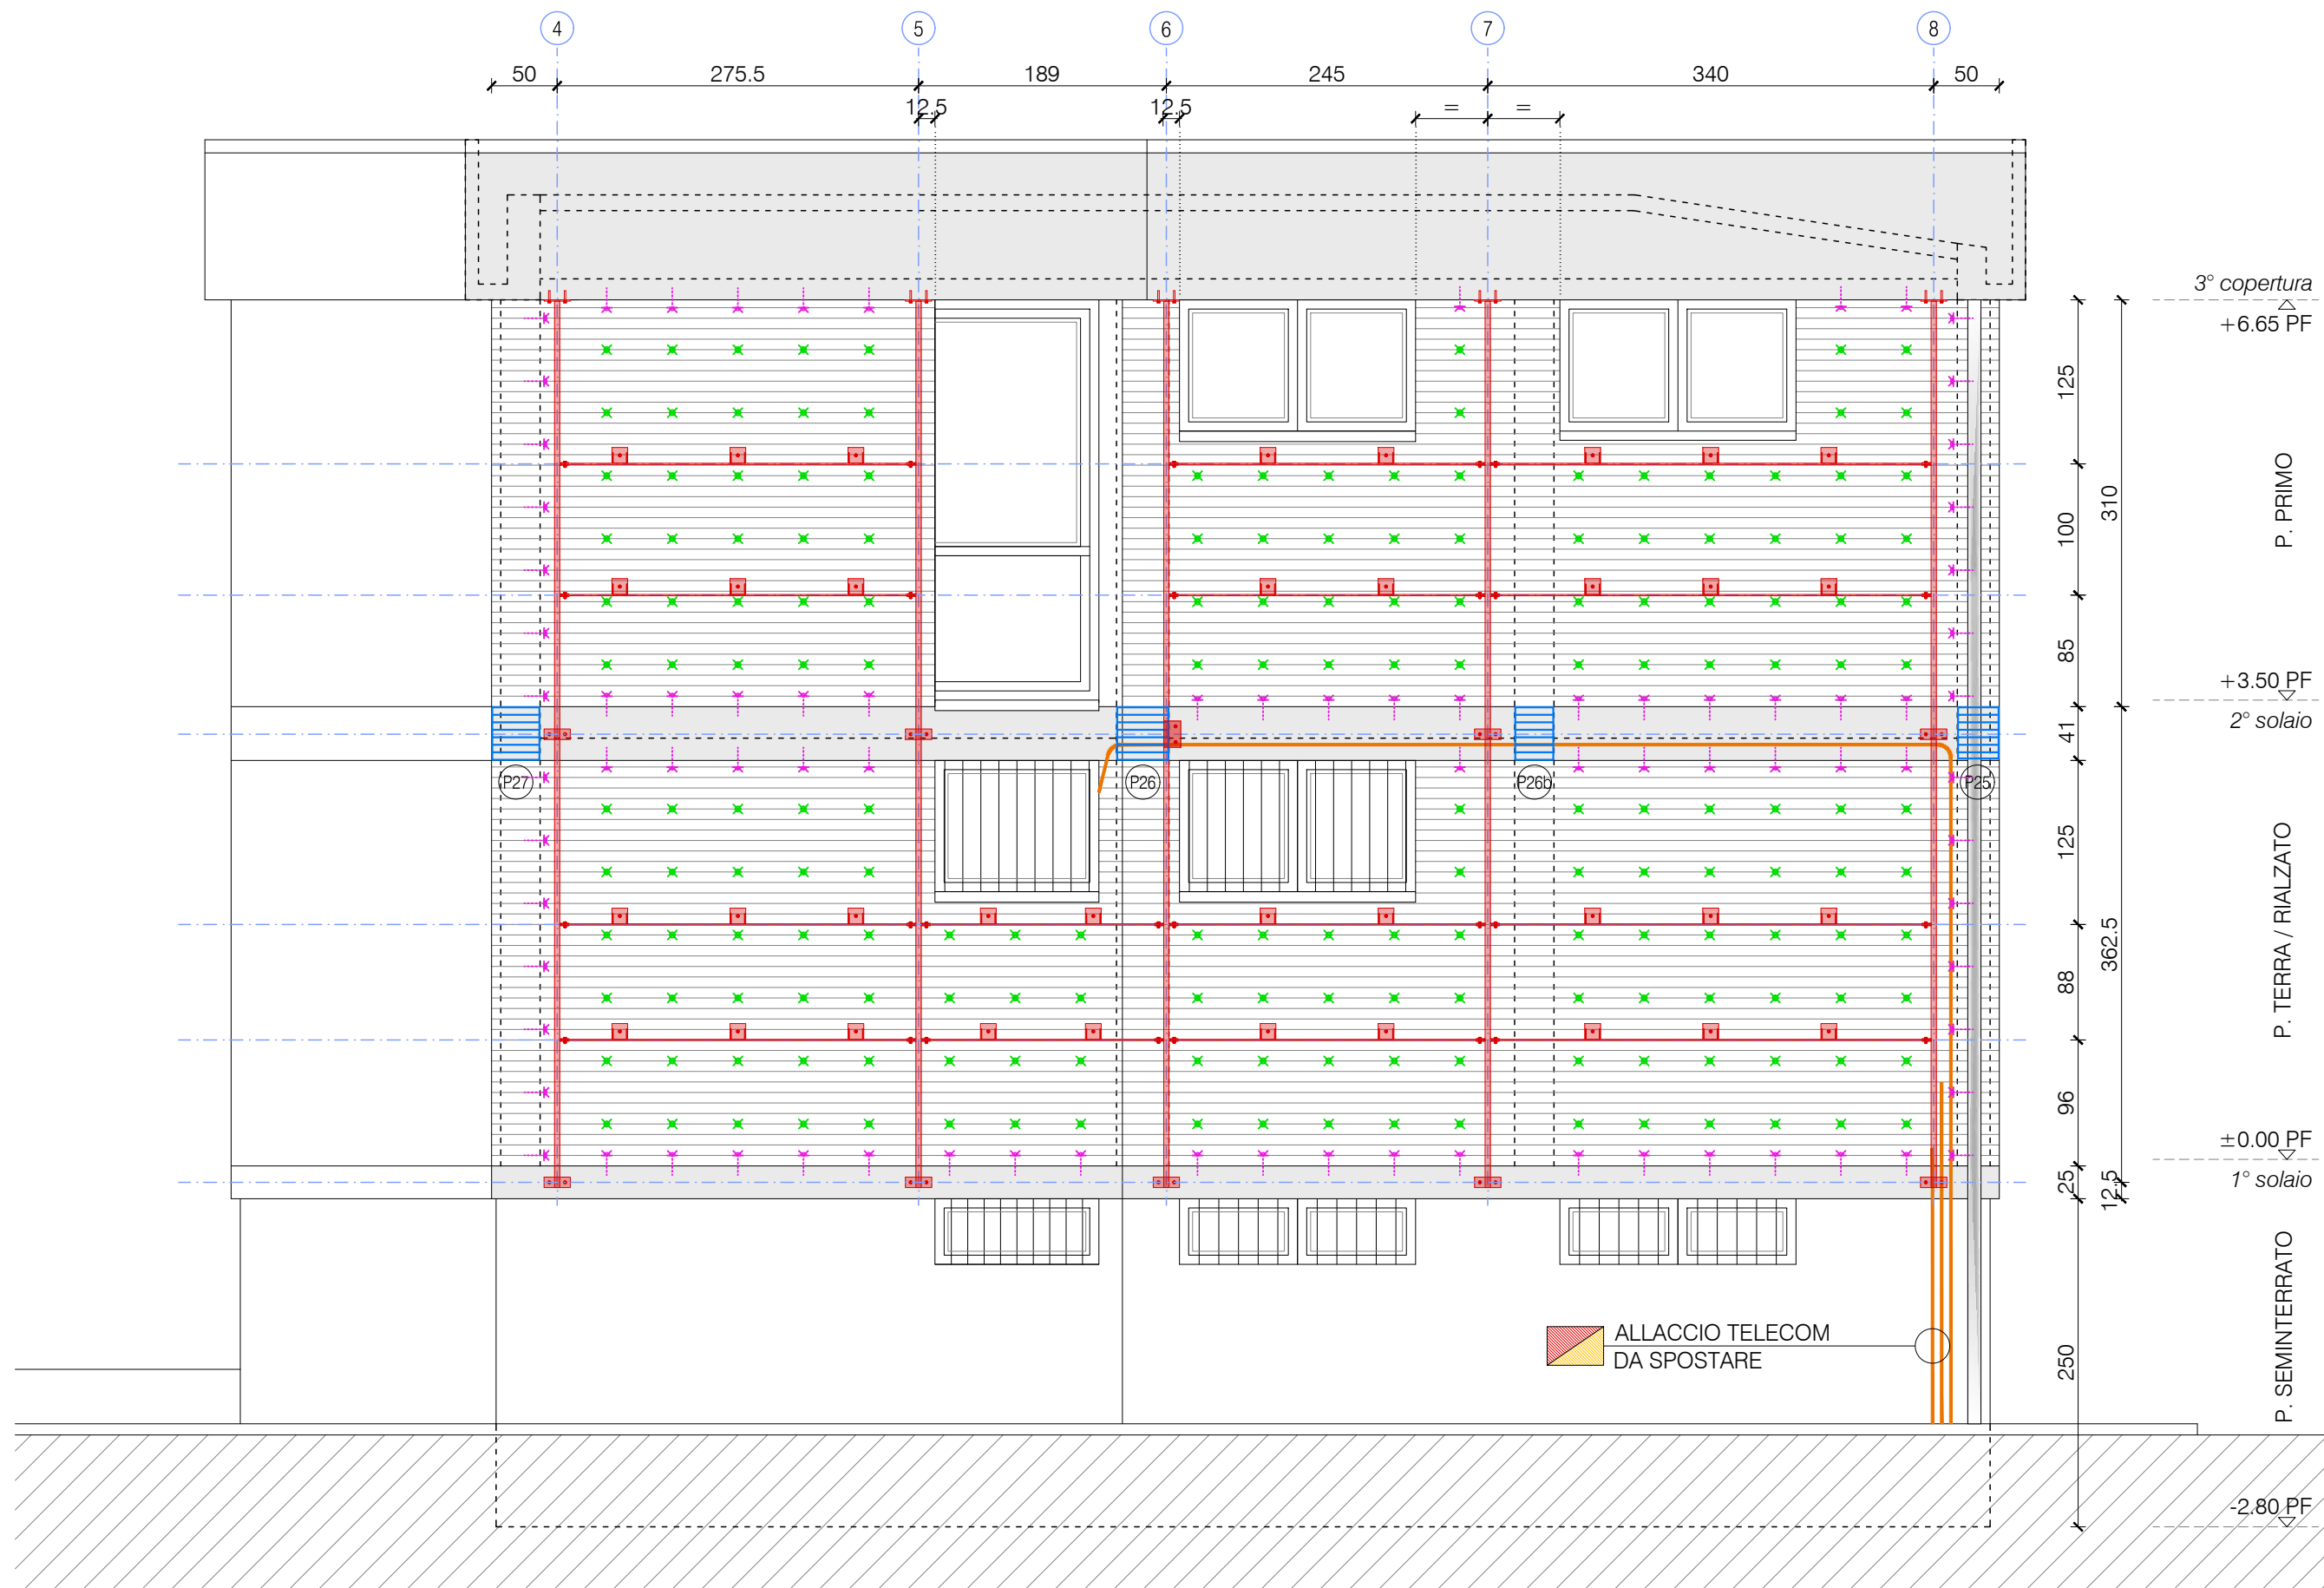 4
5
6
7
8
50
275.5
189
245
340
50
12.5
12.5
=
=
3° copertura
+6.65 PF
125
310
P. PRIMO
100
85
+3.50 PF
2° solaio
41
P27
P26
P26b
P25
125
P. TERRA / RIALZATO
362.5
88
96
±0.00 PF
1° solaio
25
12.5
P. SEMINTERRATO
ALLACCIO TELECOM
DA SPOSTARE
250
-2.80 PF